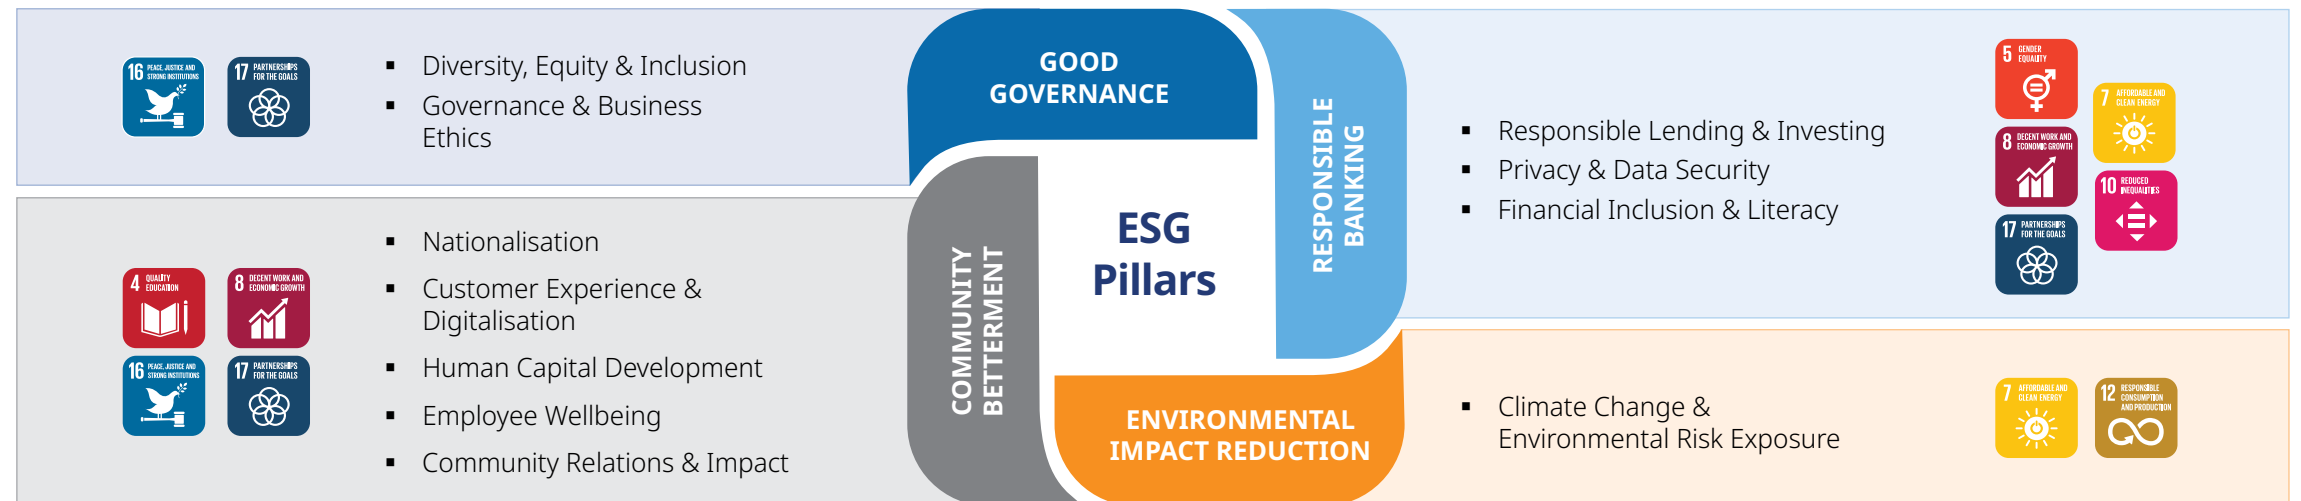 16 PEACE, JUSTICE AND
STRONG INSTITUTIONS
17 PARTNERSHIPS
FOR THE GOALS
▪ Diversity, Equity & Inclusion
▪ Governance & Business
Ethics
GOOD
GOVERNANCE
RESPONSIBLE
BANKING
▪ Responsible Lending & Investing
▪ Privacy & Data Security
▪ Financial Inclusion & Literacy
5 GENDER
EQUALITY
7 AFFORDABLE AND
CLEAN ENERGY
8 DECENT WORK AND
ECONOMIC GROWTH
10 REDUCED
INEQUALITIES
17 PARTNERSHIPS
FOR THE GOALS
ESG
Pillars
4 QUALITY
EDUCATION
8 DECENT WORK AND
ECONOMIC GROWTH
16 PEACE, JUSTICE AND
STRONG INSTITUTIONS
17 PARTNERSHIPS
FOR THE GOALS
▪ Nationalisation
▪ Customer Experience &
Digitalisation
▪ Human Capital Development
▪ Employee Wellbeing
▪ Community Relations & Impact
COMMUNITY
BETTERMENT
ENVIRONMENTAL
IMPACT REDUCTION
▪ Climate Change &
Environmental Risk Exposure
7 AFFORDABLE AND
CLEAN ENERGY
12 RESPONSIBLE
CONSUMPTION
AND PRODUCTION